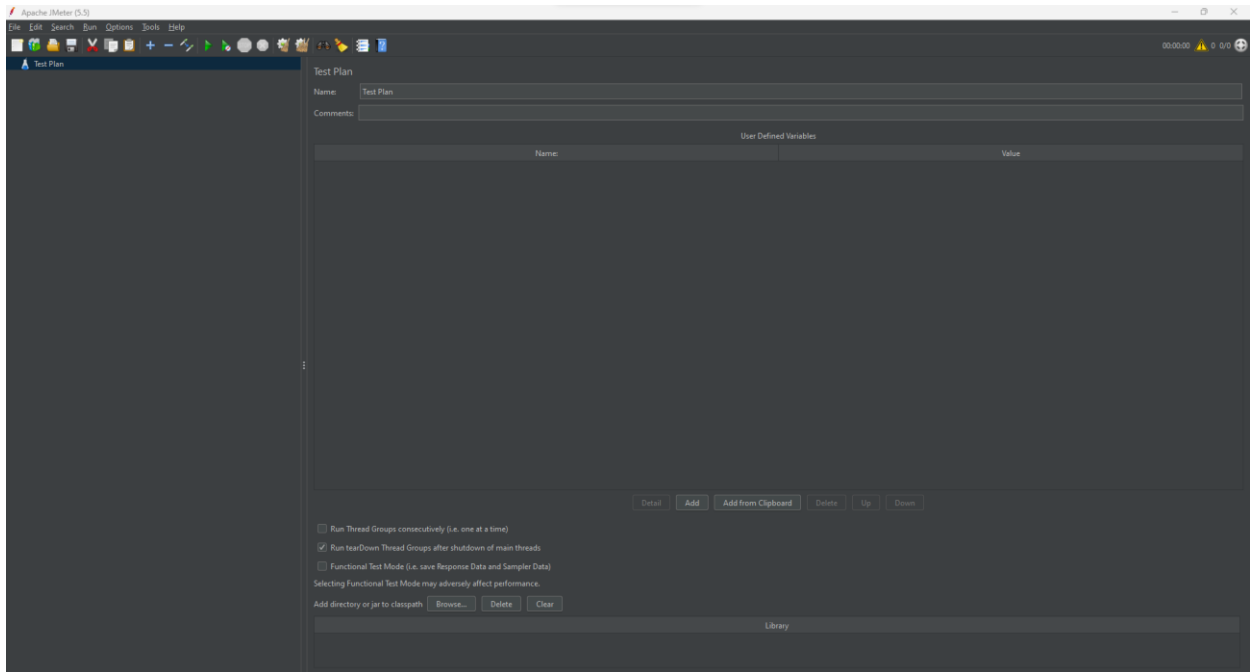 Apache JMeter (5.5)
File Edit Search Run Options Tools Help
00:00:00 0 0/0
Test Plan
Test Plan
Name: Test Plan
Comments:
User Defined Variables
Name: Value
Detail Add Add from Clipboard Delete Up Down
Run Thread Groups consecutively (i.e. one at a time)
Run tearDown Thread Groups after shutdown of main threads
Functional Test Mode (i.e. save Response Data and Sampler Data)
Selecting Functional Test Mode may adversely affect performance.
Add directory or jar to classpath Browse... Delete Clear
Library